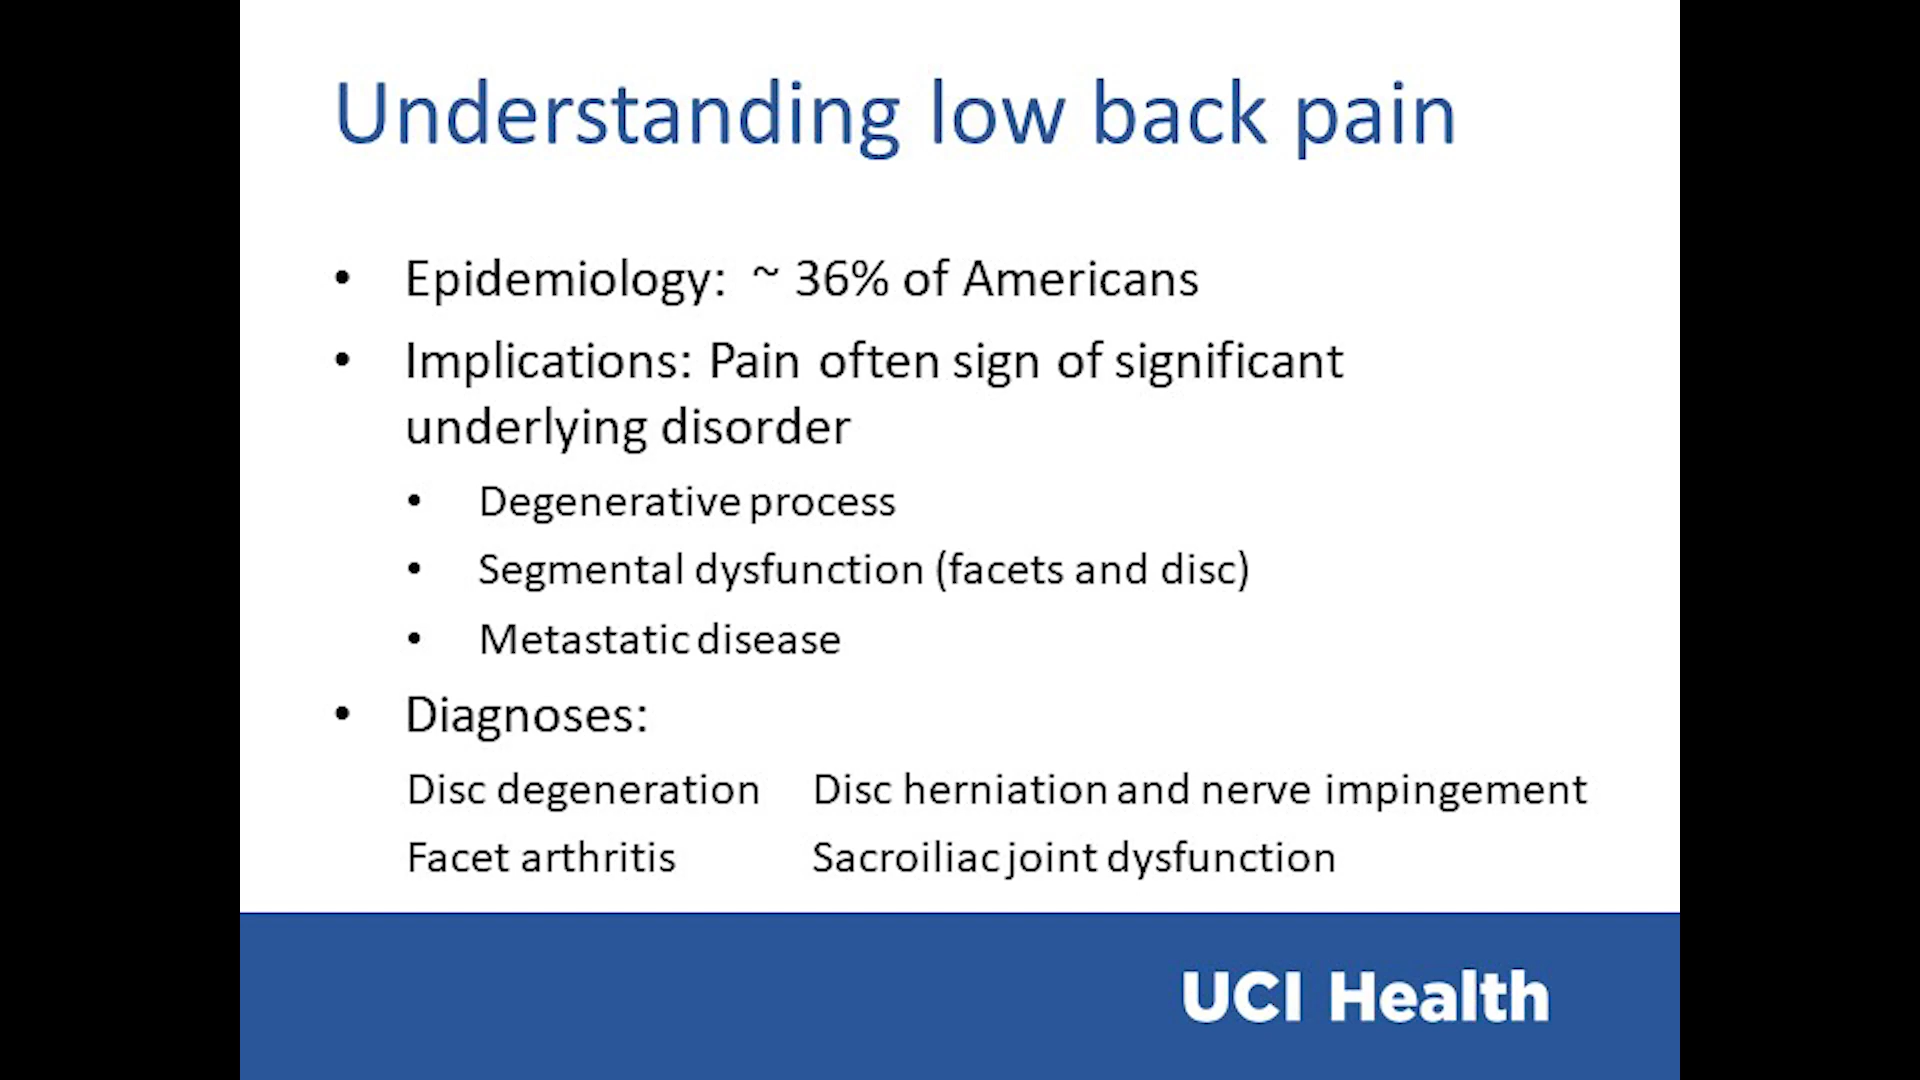 Understanding low back pain
• Epidemiology: ~ 36% of Americans
• Implications: Pain often sign of significant
underlying disorder
• Degenerative process
• Segmental dysfunction (facets and disc)
• Metastatic disease
• Diagnoses:
Disc degeneration Disc herniation and nerve impingement
Facet arthritis Sacroiliac joint dysfunction
UCI Health